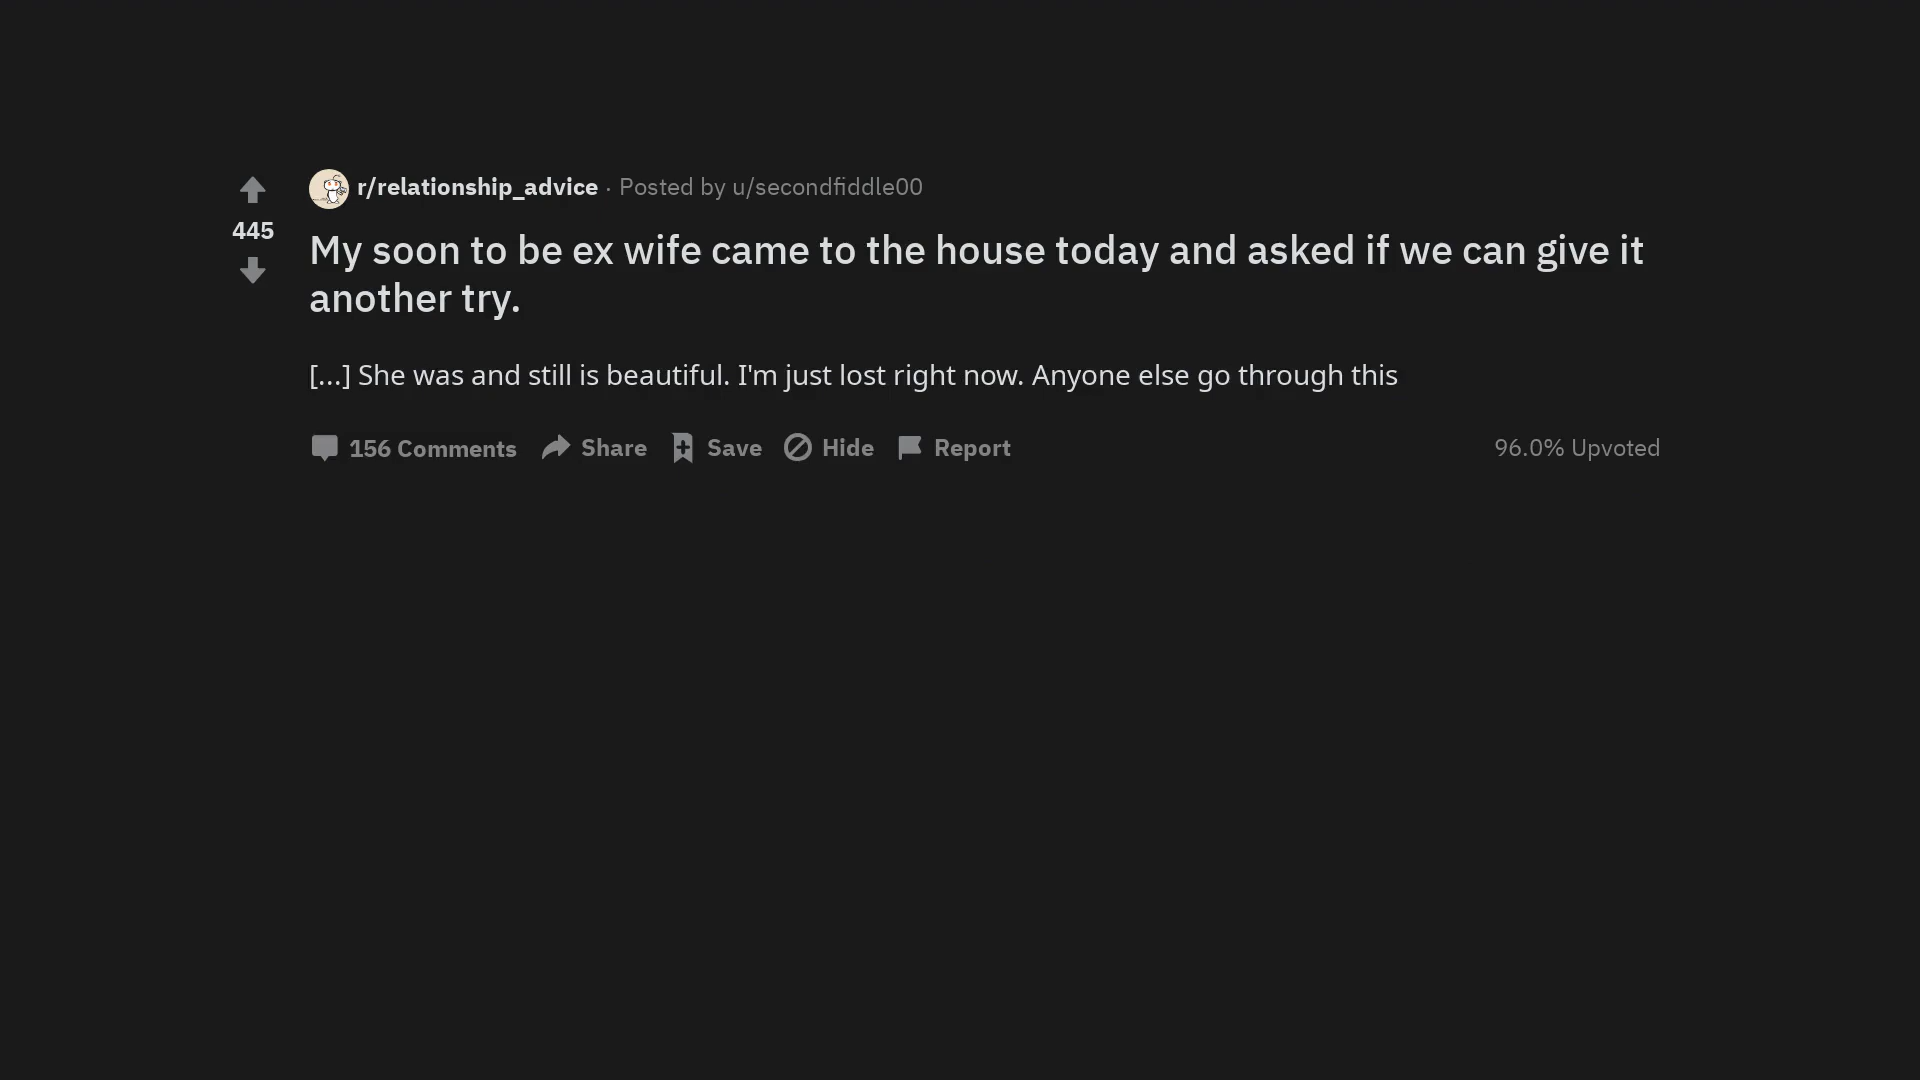 r/relationship_advice · Posted by u/secondfiddle00
445
My soon to be ex wife came to the house today and asked if we can give it
another try.
[...] She was and still is beautiful. I'm just lost right now. Anyone else go through this
156 Comments Share Save Hide Report 96.0% Upvoted